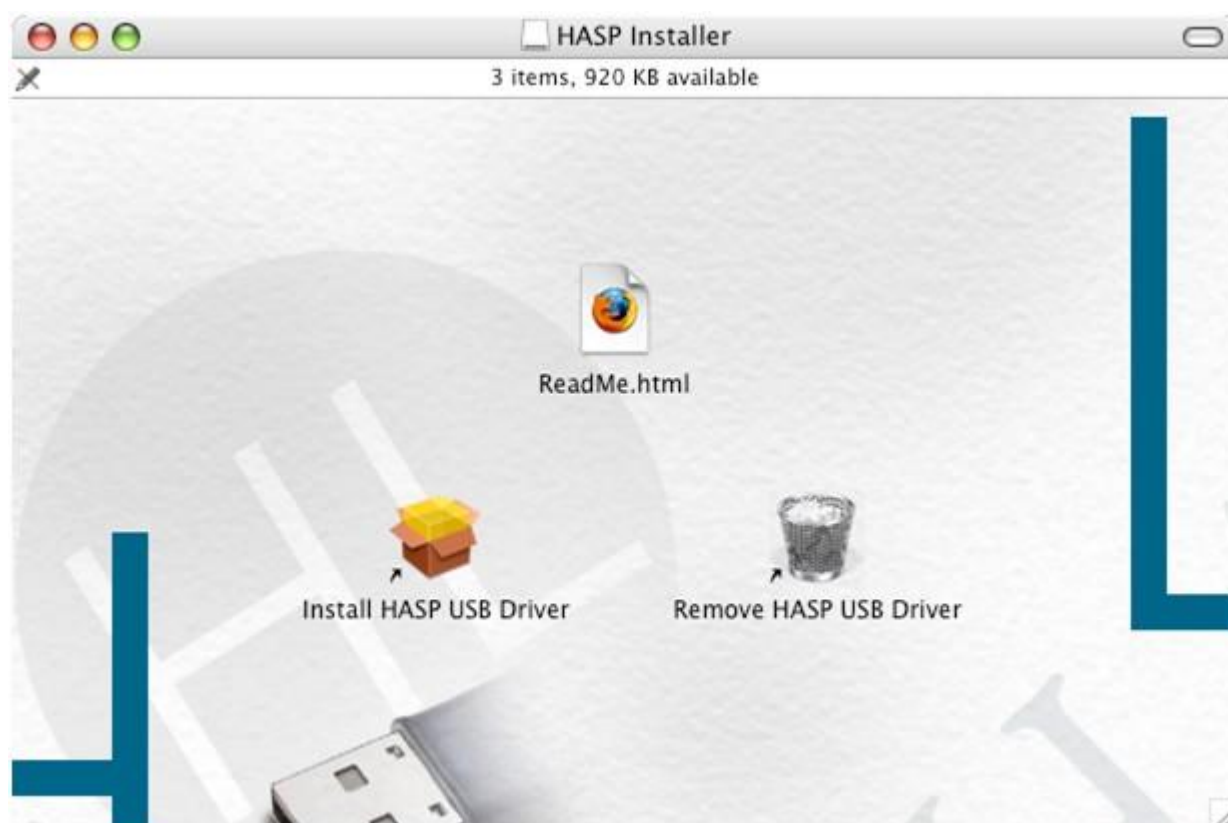 HASP Installer
3 items, 920 KB available
ReadMe.html
Install HASP USB Driver
Remove HASP USB Driver